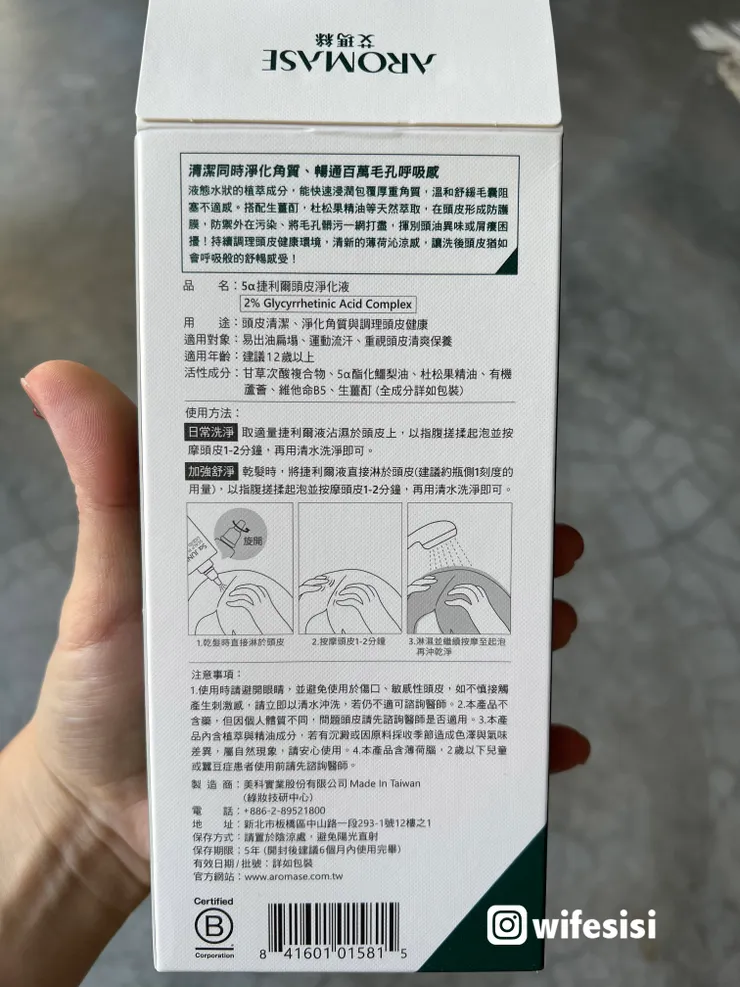 AROMASE
艾瑪絲
清潔同時淨化角質、暢通百萬毛孔呼吸感
液態水狀的植萃成分，能快速浸潤包覆厚重角質，溫和舒緩毛囊阻
塞不適感。搭配生薑酊，杜松果精油等天然萃取，在頭皮形成防護
膜，防禦外在污染、將毛孔髒污一網打盡，揮別頭油異味或屑癢困
擾！持續調理頭皮健康環境，清新的薄荷沁涼感，讓洗後頭皮猶如
會呼吸般的舒暢感受！
品　　名：5α捷利爾頭皮淨化液
2% Glycyrrhetinic Acid Complex
用　　途：頭皮清潔、淨化角質與調理頭皮健康
適用對象：易出油扁塌、運動流汗、重視頭皮清爽保養
適用年齡：建議12歲以上
活性成分：甘草次酸複合物、5α酯化鱷梨油、杜松果精油、有機
蘆薈、維他命B5、生薑酊 (全成分詳如包裝)
使用方法：
日常洗淨 取適量捷利爾液沾濕於頭皮上，以指腹搓揉起泡並按
摩頭皮1-2分鐘，再用清水洗淨即可。
加強舒淨 乾髮時，將捷利爾液直接淋於頭皮(建議約瓶側1刻度的
用量)，以指腹搓揉起泡並按摩頭皮1-2分鐘，再用清水洗淨即可。
旋開
1.乾髮時直接淋於頭皮
2.按摩頭皮1-2分鐘
3.淋濕並繼續按摩至起泡
再沖乾淨
注意事項：
1.使用時請避開眼睛，並避免使用於傷口、敏感性頭皮，如不慎接觸
產生刺激感，請立即以清水沖洗，若仍不適可諮詢醫師。2.本產品不
含藥，但因個人體質不同，問題頭皮請先諮詢醫師是否適用。3.本產
品內含植萃與精油成分，若有沉澱或因原料採收季節造成色澤與氣味
差異，屬自然現象，請安心使用。4.本產品含薄荷腦，2歲以下兒童
或蠶豆症患者使用前請先諮詢醫師。
製 造 商：美科實業股份有限公司 Made In Taiwan
(綠妝技研中心)
電　　話：+886-2-89521800
地　　址：新北市板橋區中山路一段293-1號12樓之1
保存方式：請置於陰涼處，避免陽光直射
保存期限：5年 (開封後建議6個月內使用完畢)
有效日期/批號：詳如包裝
官方網站：www.aromase.com.tw
Certified
B
Corporation
8 41601 01581 5
wifesisi